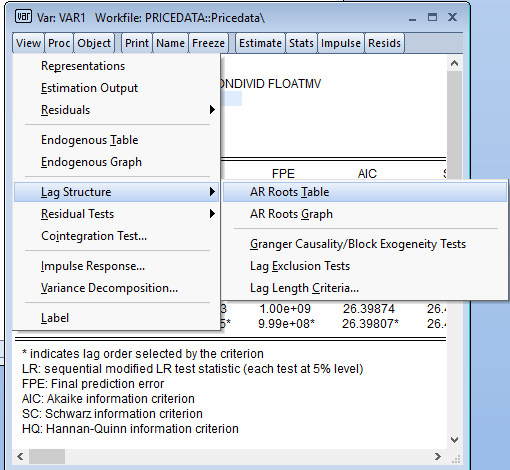 var Var: VAR1 Workfile: PRICEDATA::Pricedata\
View Proc Object Print Name Freeze Estimate Stats Impulse Resids
Representations
Estimation Output
Residuals
Endogenous Table
Endogenous Graph
Lag Structure
Residual Tests
Cointegration Test...
Impulse Response...
Variance Decomposition...
Label
ONDIVID FLOATMV
FPE AIC
AR Roots Table
AR Roots Graph
Granger Causality/Block Exogeneity Tests
Lag Exclusion Tests
Lag Length Criteria...
3 1.00e+09 26.39874 26.4
5* 9.99e+08* 26.39807* 26.4
* indicates lag order selected by the criterion
LR: sequential modified LR test statistic (each test at 5% level)
FPE: Final prediction error
AIC: Akaike information criterion
SC: Schwarz information criterion
HQ: Hannan-Quinn information criterion